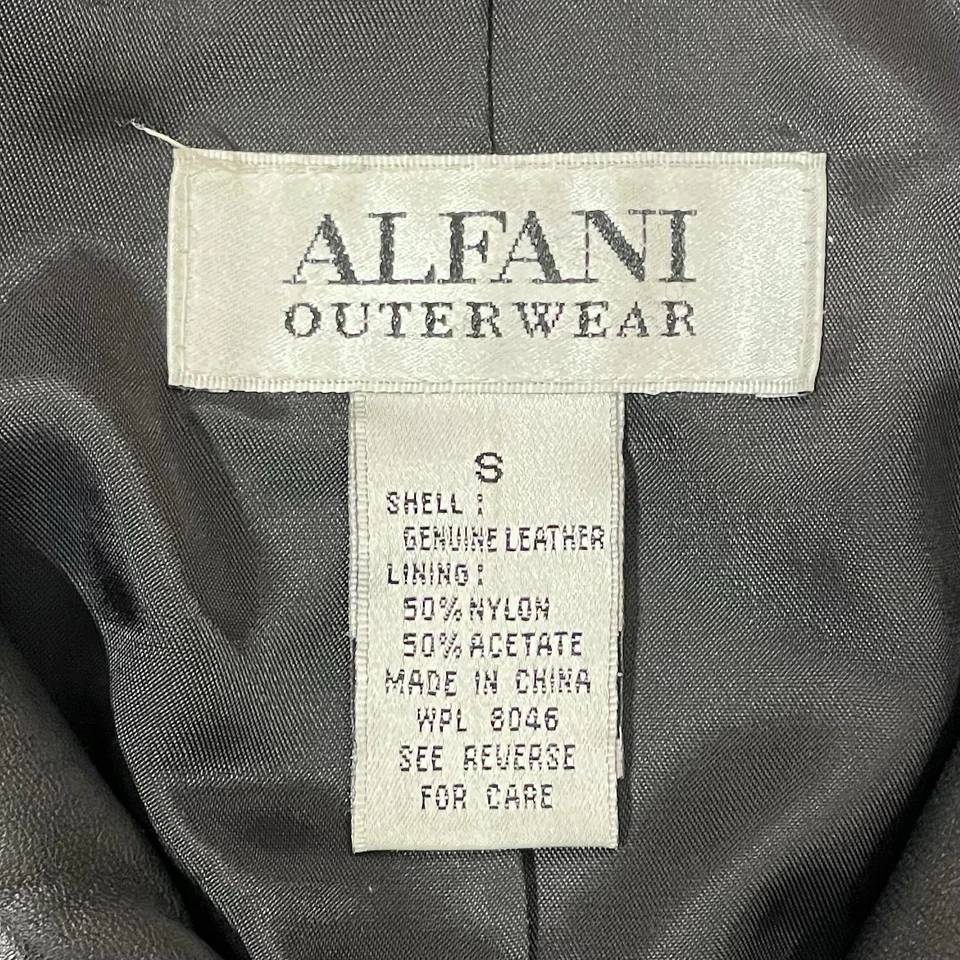 ALFANI
OUTERWEAR
S
SHELL :
GENUINE LEATHER
LINING :
50% NYLON
50% ACETATE
MADE IN CHINA
WPL 8046
SEE REVERSE
FOR CARE